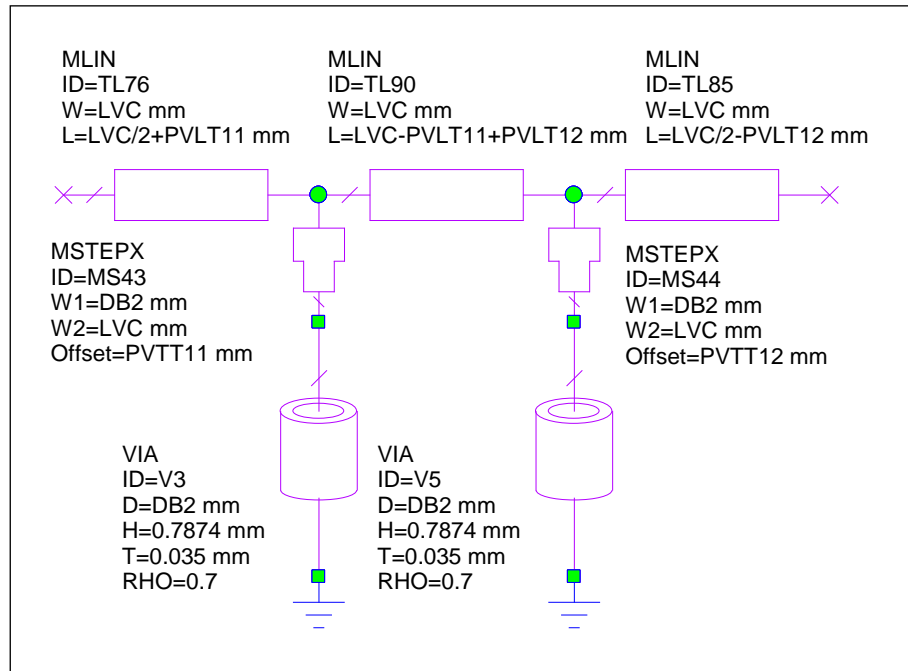 MLIN
ID=TL76
W=LVC mm
L=LVC/2+PVLT11 mm
MLIN
ID=TL90
W=LVC mm
L=LVC-PVLT11+PVLT12 mm
MLIN
ID=TL85
W=LVC mm
L=LVC/2-PVLT12 mm
MSTEPX
ID=MS43
W1=DB2 mm
W2=LVC mm
Offset=PVTT11 mm
MSTEPX
ID=MS44
W1=DB2 mm
W2=LVC mm
Offset=PVTT12 mm
VIA
ID=V3
D=DB2 mm
H=0.7874 mm
T=0.035 mm
RHO=0.7
VIA
ID=V5
D=DB2 mm
H=0.7874 mm
T=0.035 mm
RHO=0.7